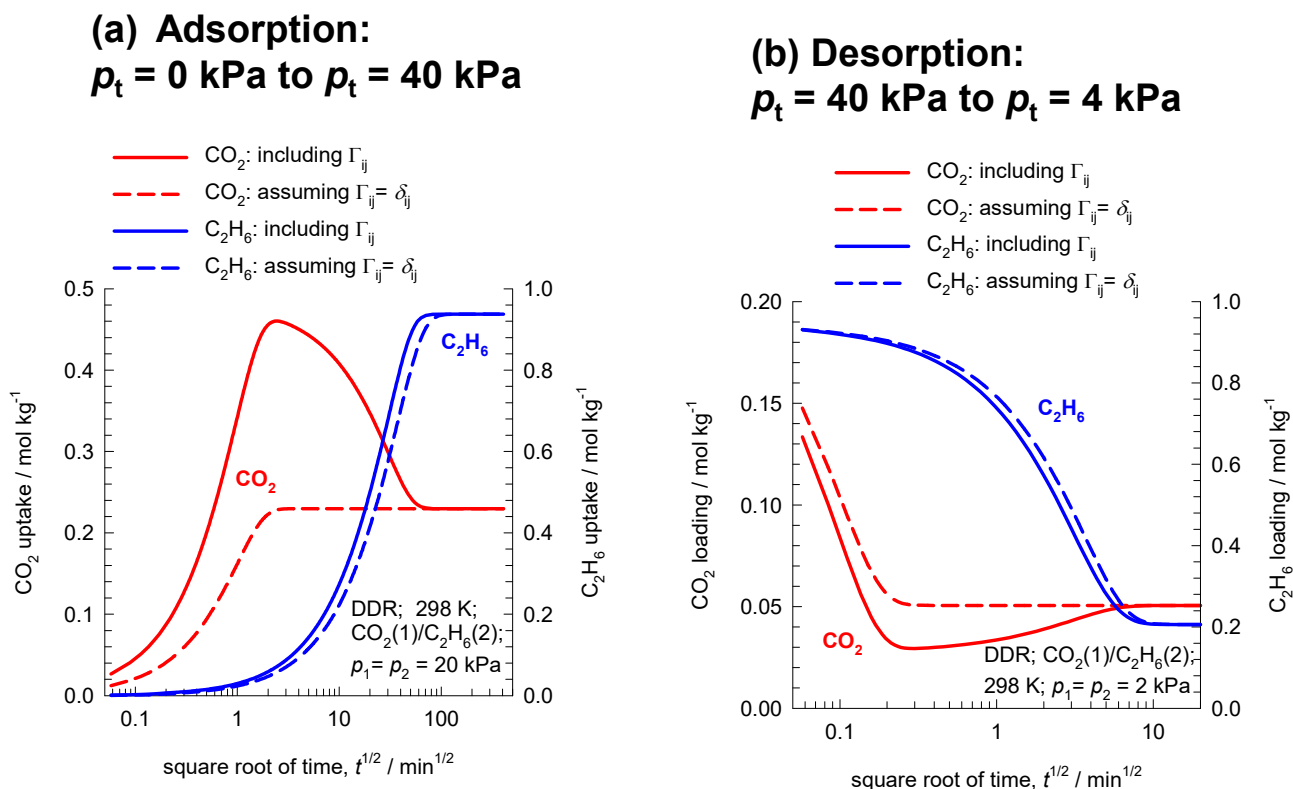 (a) Adsorption:
pt = 0 kPa to pt = 40 kPa
CO2: including Γij
CO2: assuming Γij= δij
C2H6: including Γij
C2H6: assuming Γij= δij
0.5
0.4
0.3
0.2
0.1
0.0
CO2 uptake / mol kg-1
1.0
0.8
0.6
0.4
0.2
0.0
C2H6 uptake / mol kg-1
C2H6
CO2
DDR; 298 K;
CO2(1)/C2H6(2);
p1= p2 = 20 kPa
0.1 1 10 100
square root of time, t1/2 / min1/2
(b) Desorption:
pt = 40 kPa to pt = 4 kPa
CO2: including Γij
CO2: assuming Γij= δij
C2H6: including Γij
C2H6: assuming Γij= δij
0.20
0.15
0.10
0.05
0.00
CO2 loading / mol kg-1
1.0
0.8
0.6
0.4
0.2
0.0
C2H6 loading / mol kg-1
C2H6
CO2
DDR; CO2(1)/C2H6(2);
298 K; p1= p2 = 2 kPa
0.1 1 10
square root of time, t1/2 / min1/2